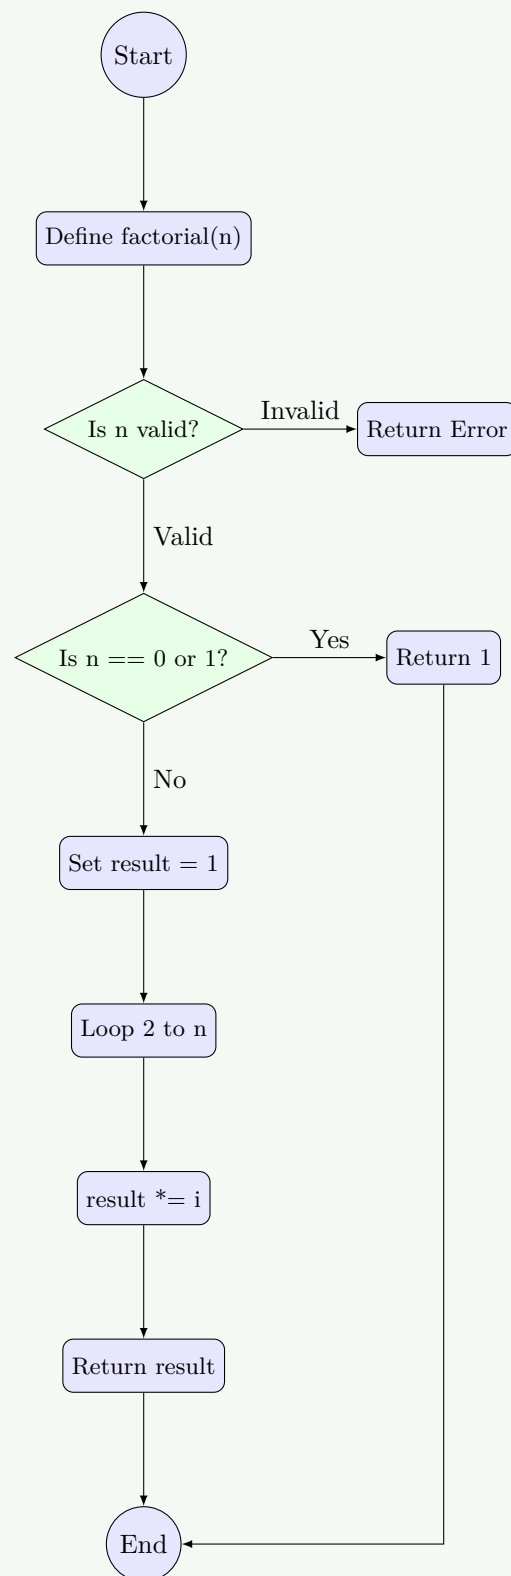 Start
Define factorial(n)
Is n valid?
Invalid
Return Error
Valid
Is n == 0 or 1?
Yes
Return 1
No
Set result = 1
Loop 2 to n
result *= i
Return result
End